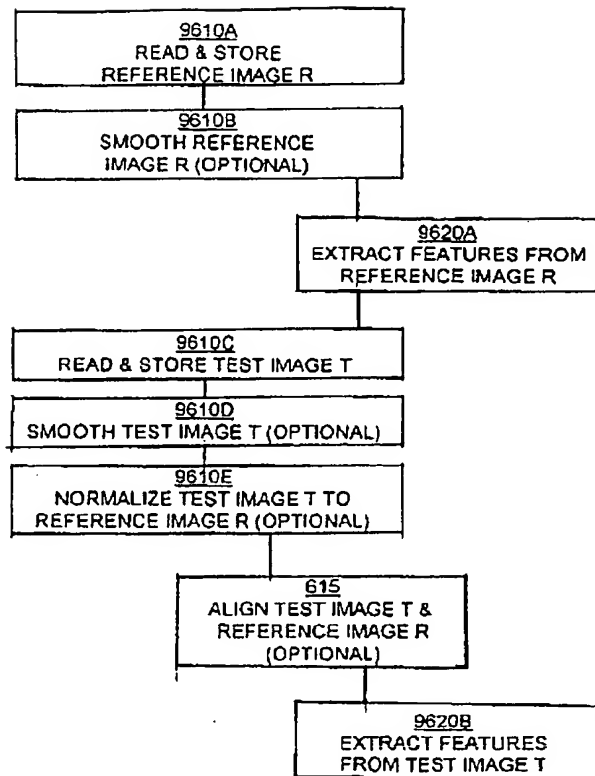 9610A
READ & STORE
REFERENCE IMAGE R
9610B
SMOOTH REFERENCE
IMAGE R (OPTIONAL)
9620A
EXTRACT FEATURES FROM
REFERENCE IMAGE R
9610C
READ & STORE TEST IMAGE T
9610D
SMOOTH TEST IMAGE T (OPTIONAL)
9610E
NORMALIZE TEST IMAGE T TO
REFERENCE IMAGE R (OPTIONAL)
615
ALIGN TEST IMAGE T &
REFERENCE IMAGE R
(OPTIONAL)
9620B
EXTRACT FEATURES
FROM TEST IMAGE T